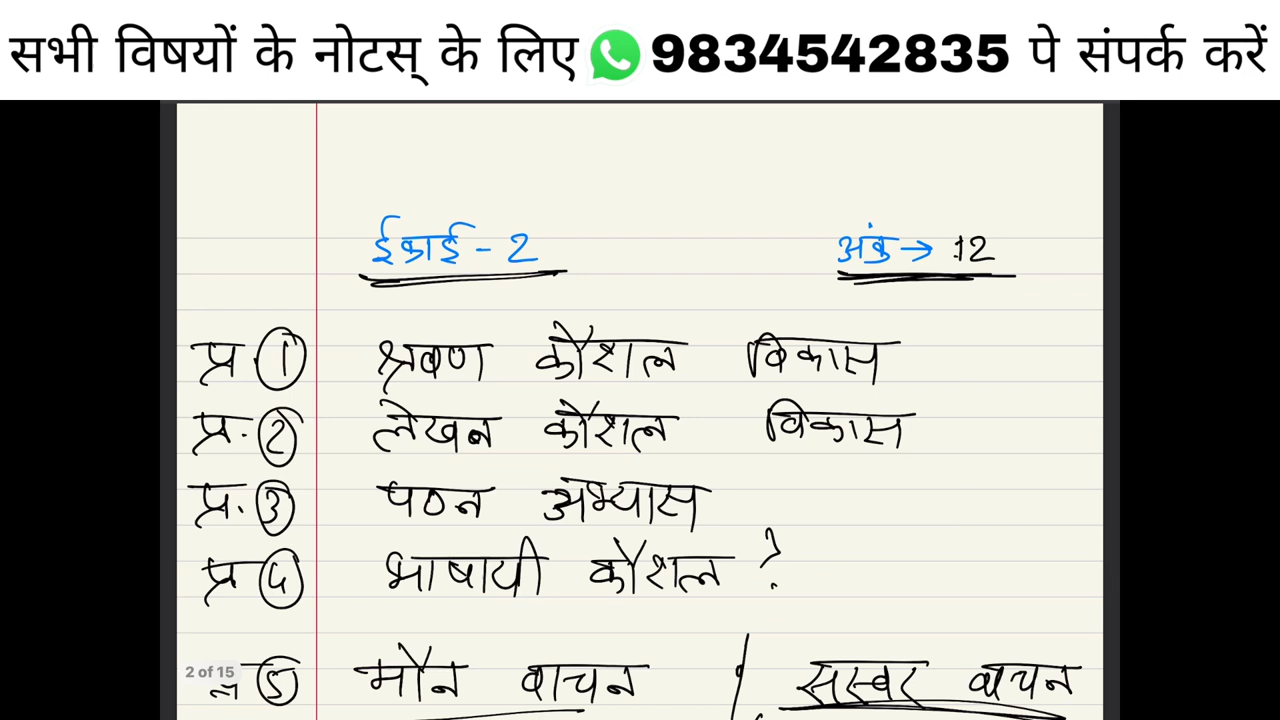 सभी विषयों के नोटस् के लिए 9834542835 पे संपर्क करें
ईकाई - 2 अंक → 12
प्र ① श्रवण कौशल विकास
प्र. ② लेखन कौशल विकास
प्र. ③ पठन अभ्यास
प्र ④ भाषायी कौशल ?
⑤ मौन वाचन / सस्वर वाचन
2 of 15